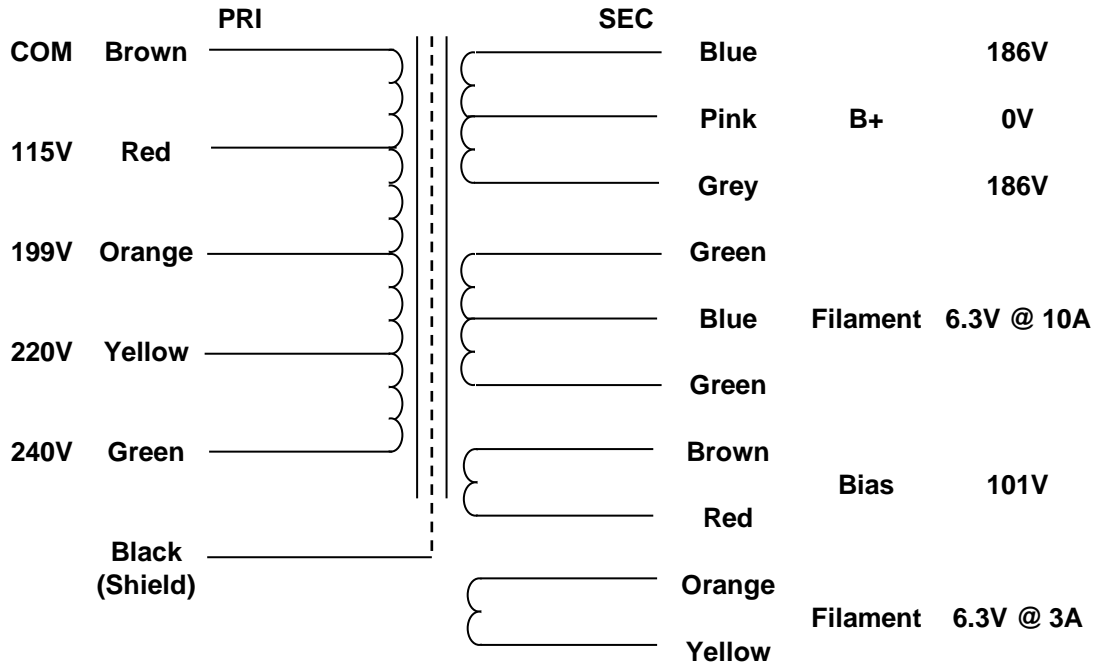 PRI SEC
COM Brown Blue 186V
Pink B+ 0V
115V Red
Grey 186V
199V Orange Green
Blue Filament 6.3V @ 10A
220V Yellow
Green
240V Green Brown
Bias 101V
Red
Black
(Shield)
Orange
Filament 6.3V @ 3A
Yellow